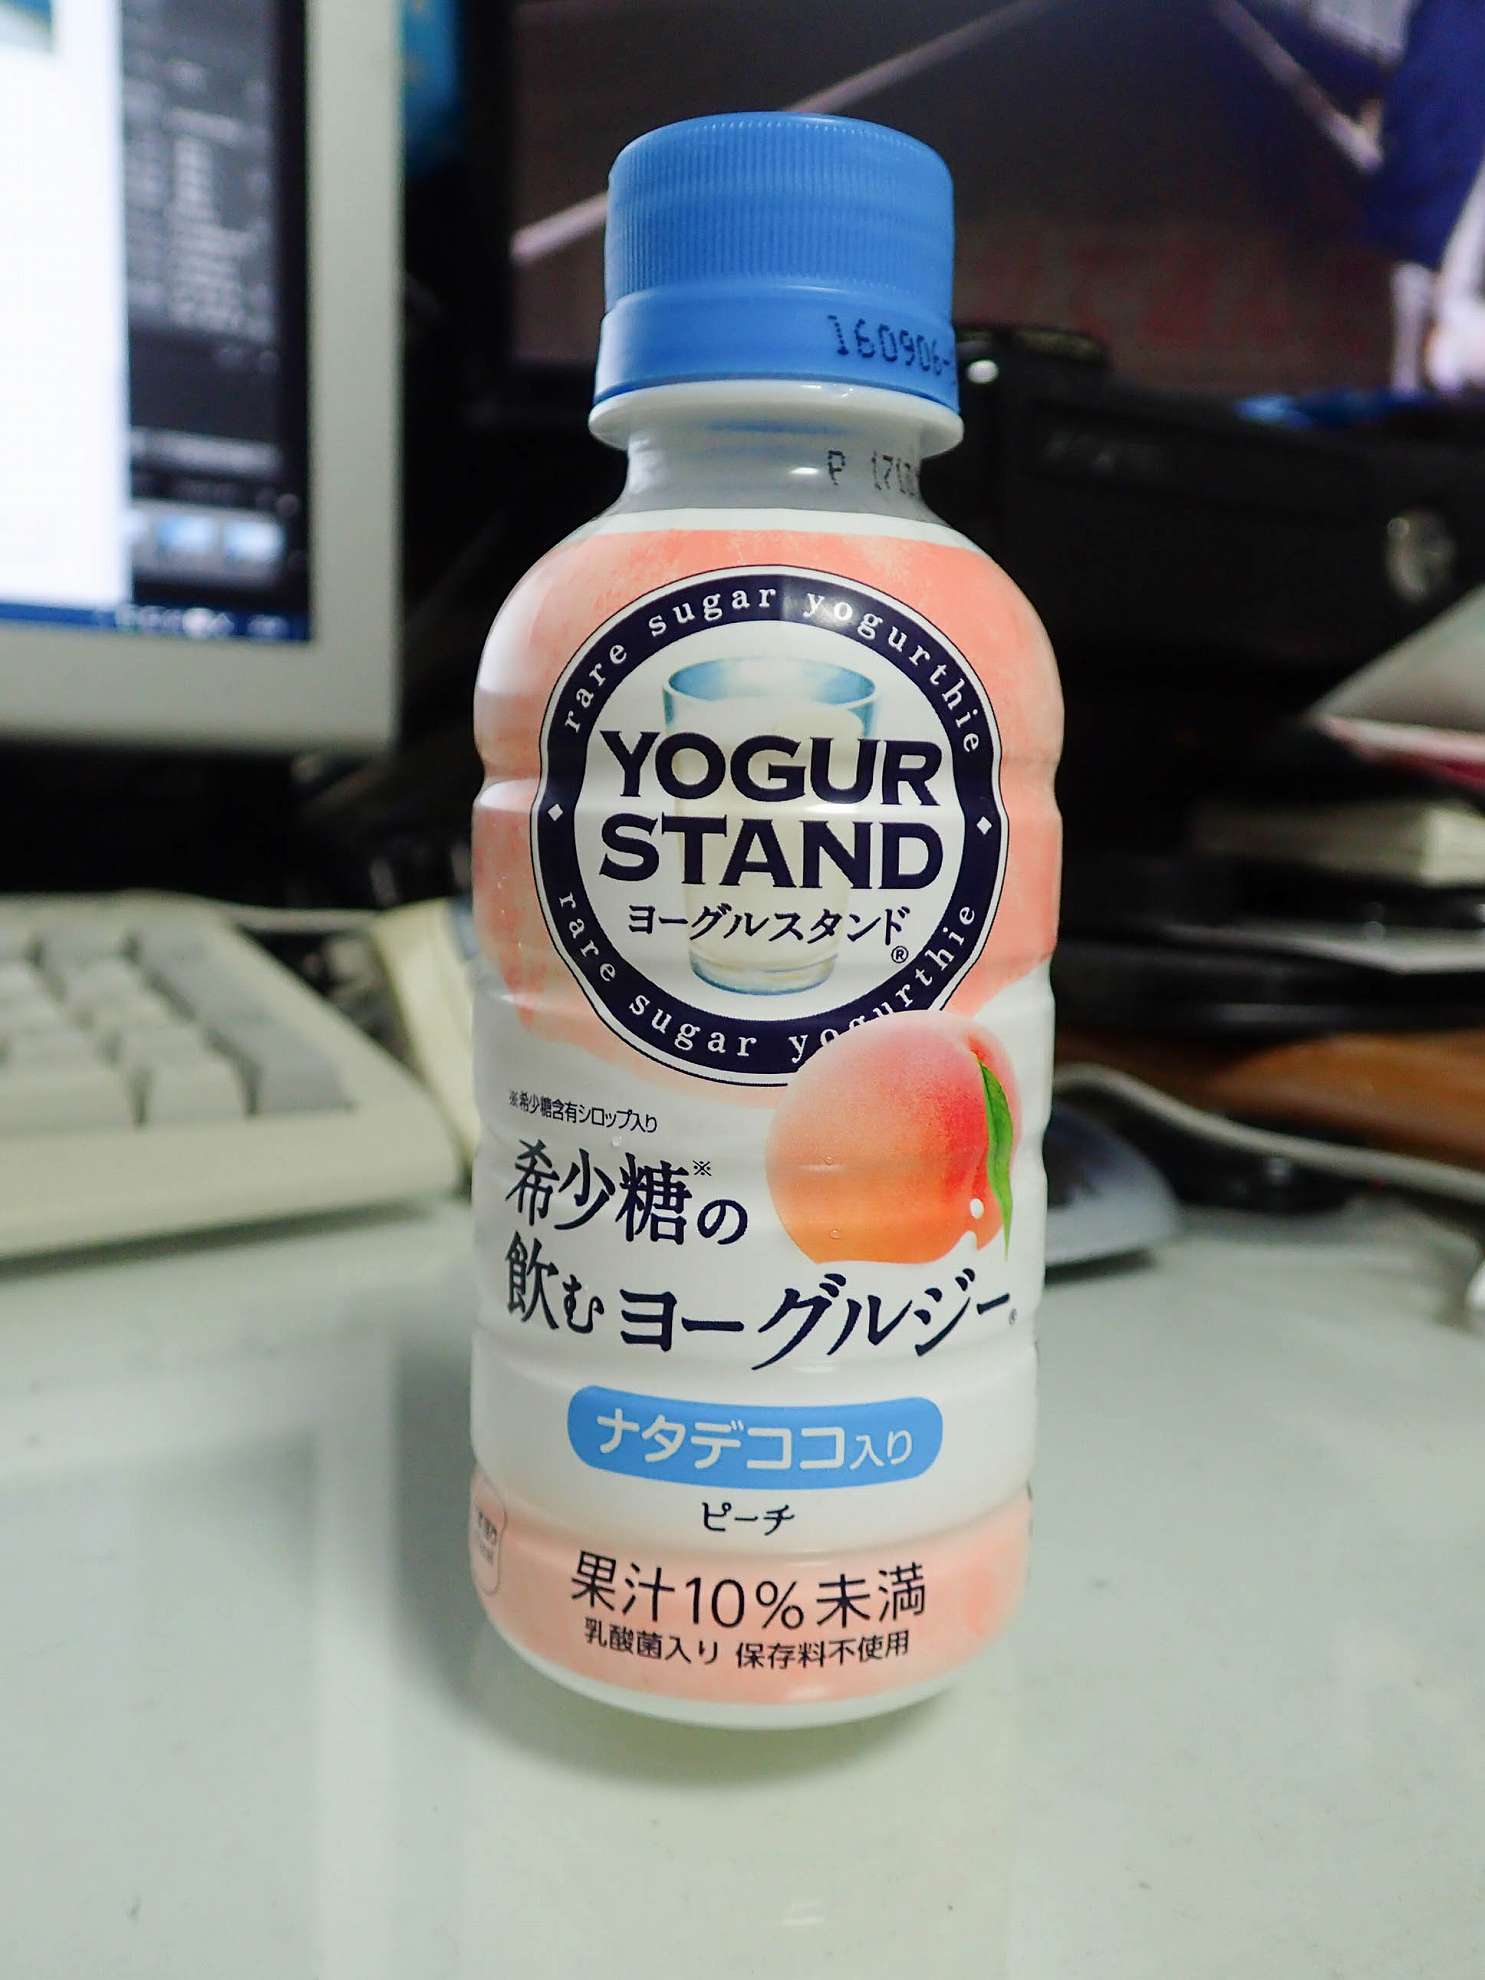 160906-
P 171
rare sugar yogurthie
YOGUR
STAND
ヨーグルスタンド®
rare sugar yogurthie
※希少糖含有シロップ入り
希少糖※の
飲むヨーグルジー®
ナタデココ入り
ピーチ
果汁10%未満
乳酸菌入り 保存料不使用